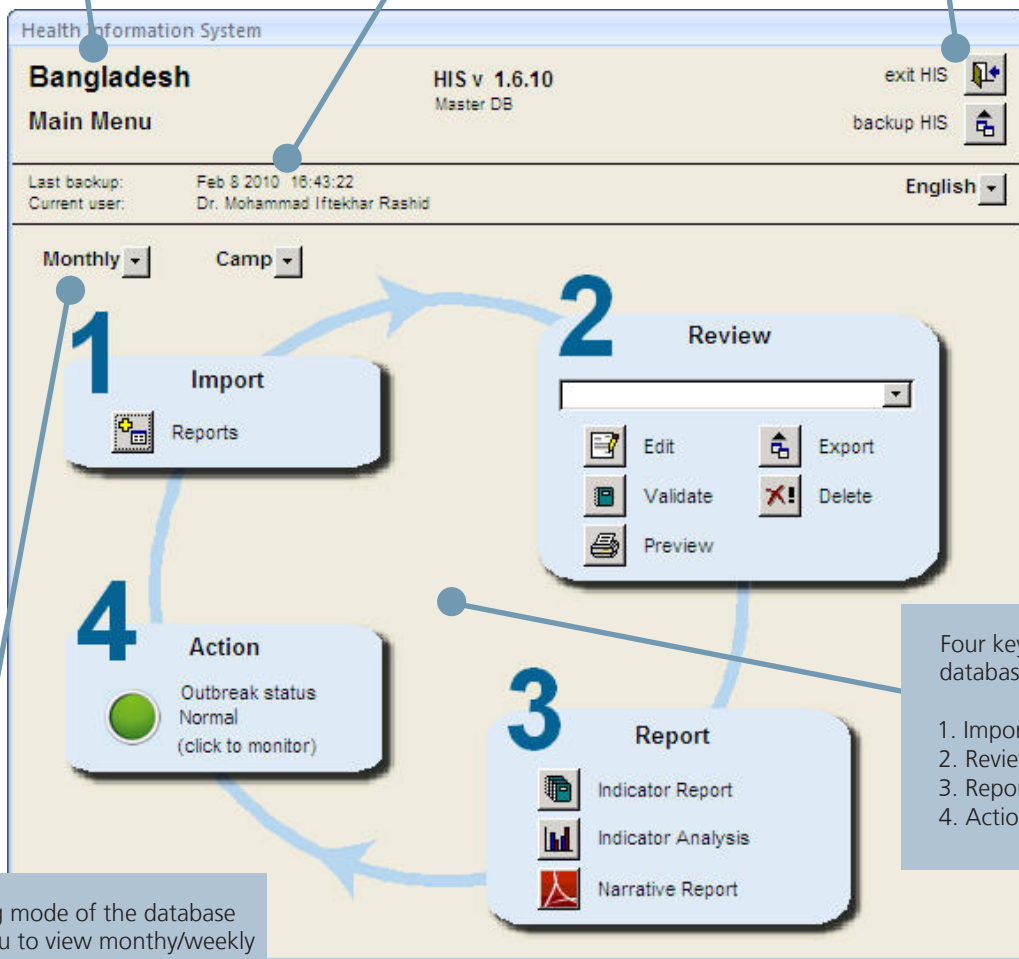 Health Information System
Bangladesh
HIS v 1.6.10
exit HIS
Main Menu
Master DB
backup HIS
Last backup: Feb 8 2010 16:43:22
Current user: Dr. Mohammad Iftekhar Rashid
English
Monthly
Camp
1
Import
Reports
2
Review
Edit
Export
Validate
Delete
Preview
4
Action
Outbreak status
Normal
(click to monitor)
3
Report
Indicator Report
Indicator Analysis
Narrative Report
Four key
databas
1. Impor
2. Revie
3. Repor
4. Actio
g mode of the database
u to view monthy/weekly